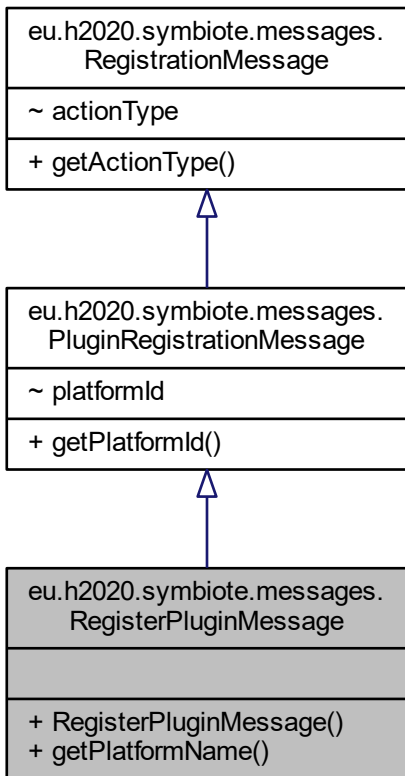 eu.h2020.symbiote.messages.
RegistrationMessage
~ actionType
+ getActionType()
eu.h2020.symbiote.messages.
PluginRegistrationMessage
~ platformId
+ getPlatformId()
eu.h2020.symbiote.messages.
RegisterPluginMessage
+ RegisterPluginMessage()
+ getPlatformName()